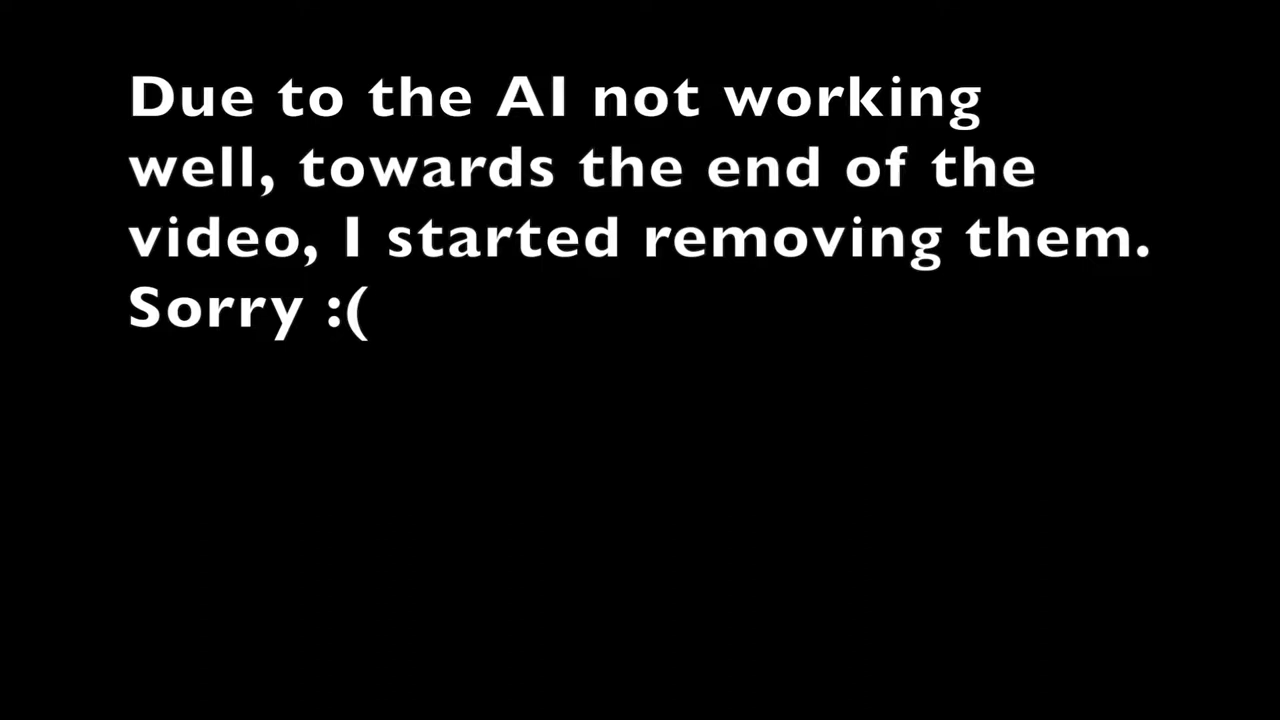 Due to the AI not working
well, towards the end of the
video, I started removing them.
Sorry :(